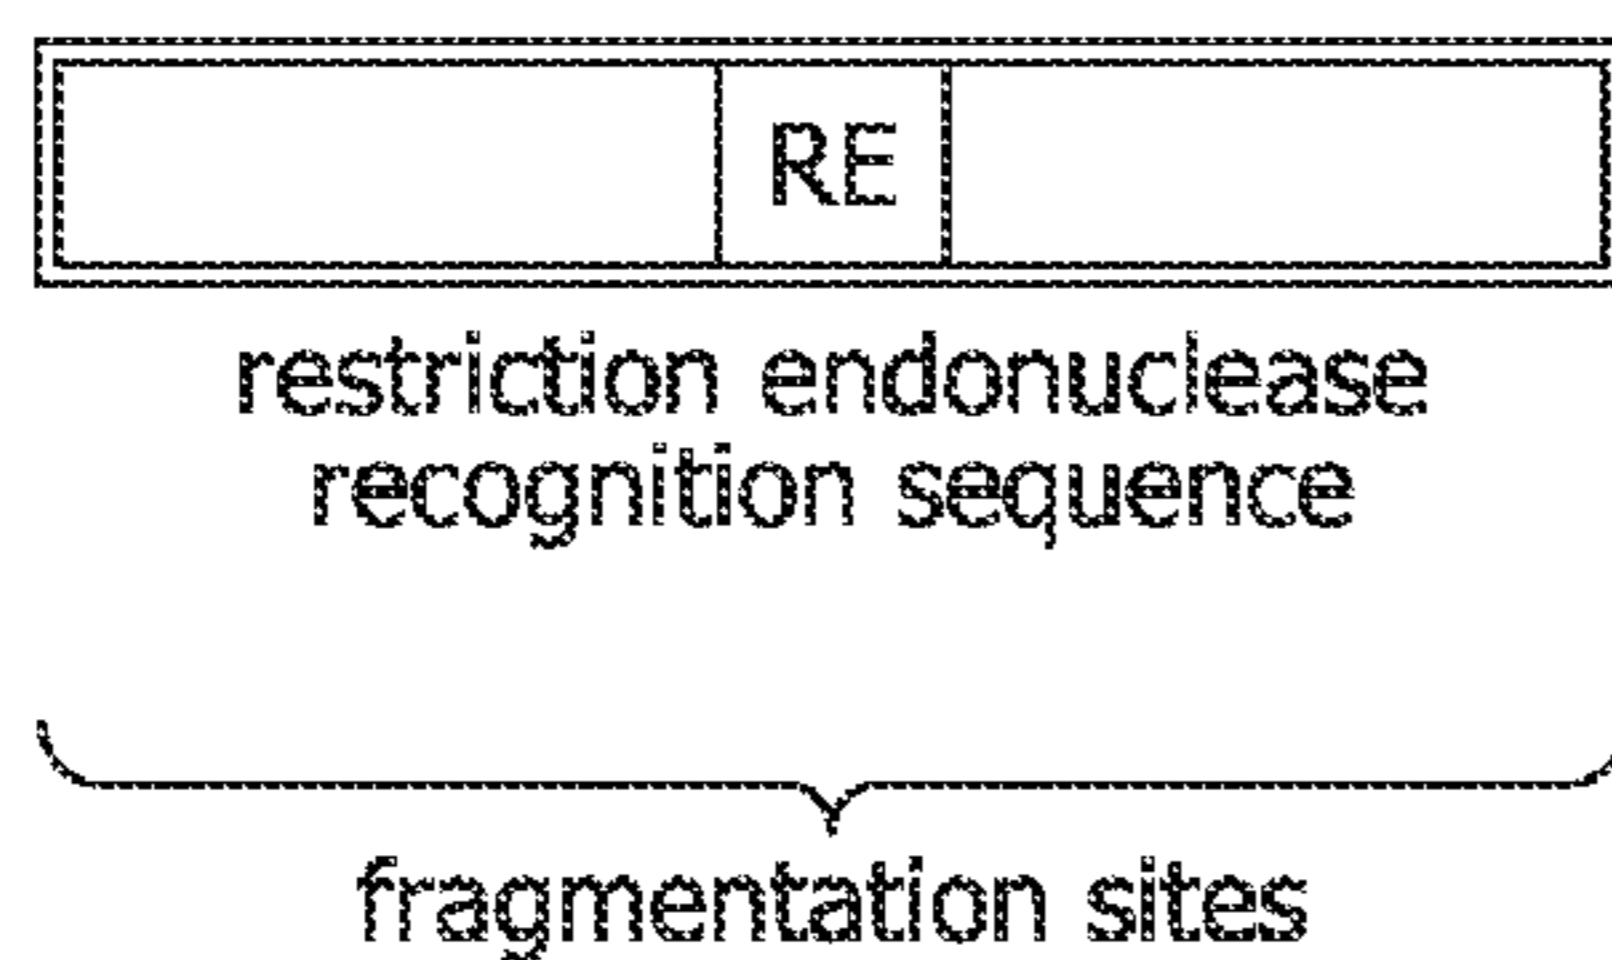 RE
restriction endonuclease
recognition sequence
fragmentation sites